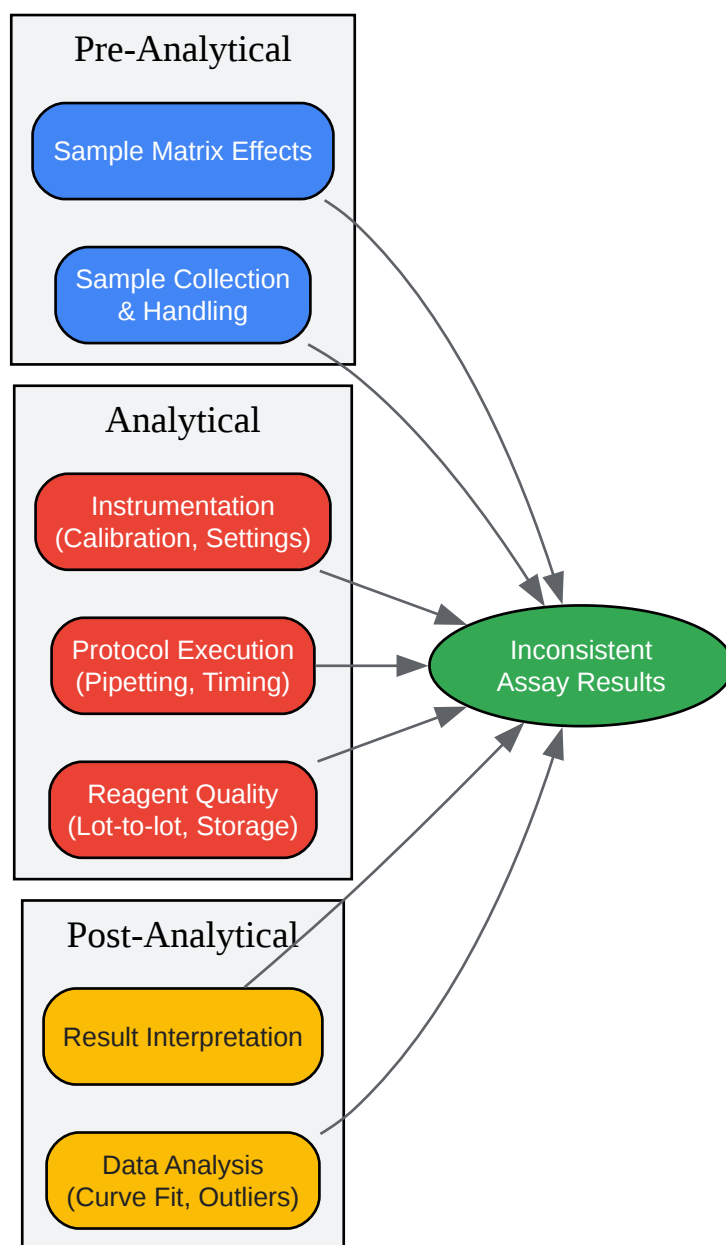 Pre-Analytical
Sample Matrix Effects
Sample Collection
& Handling
Analytical
Instrumentation
(Calibration, Settings)
Protocol Execution
(Pipetting, Timing)
Reagent Quality
(Lot-to-lot, Storage)
Inconsistent
Assay Results
Post-Analytical
Result Interpretation
Data Analysis
(Curve Fit, Outliers)